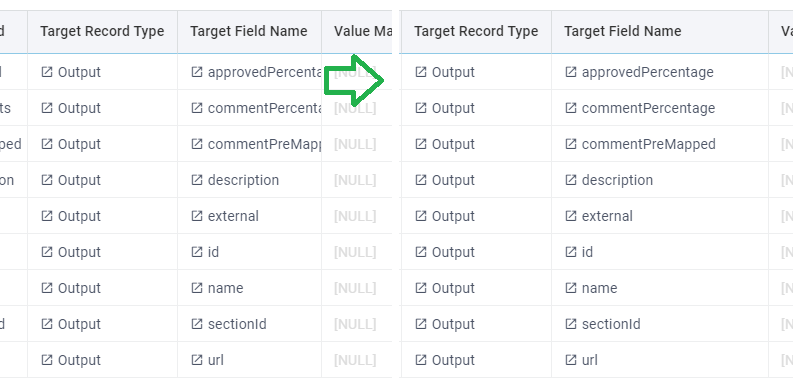 d Target Record Type Target Field Name Value Ma Target Record Type Target Field Name Va
d Output approvedPercenta [NULL] Output approvedPercentage [N
ts Output commentPercenta [NULL] Output commentPercentage [N
ped Output commentPreMapp [NULL] Output commentPreMapped [N
on Output description [NULL] Output description [N
Output external [NULL] Output external [N
Output id [NULL] Output id [N
Output name [NULL] Output name [N
d Output sectionId [NULL] Output sectionId [N
Output url [NULL] Output url [N